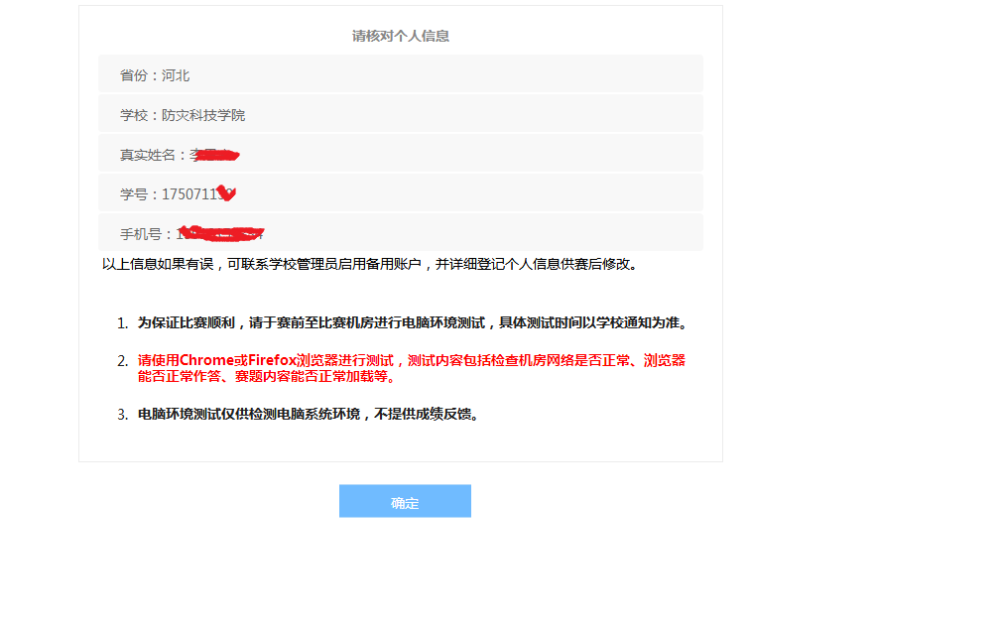 请核对个人信息
省份：河北
学校：防灾科技学院
真实姓名：
学号：1750711
手机号：1
以上信息如果有误，可联系学校管理员启用备用账户，并详细登记个人信息供赛后修改。
1. 为保证比赛顺利，请于赛前至比赛机房进行电脑环境测试，具体测试时间以学校通知为准。
2. 请使用Chrome或Firefox浏览器进行测试，测试内容包括检查机房网络是否正常、浏览器
能否正常作答、赛题内容能否正常加载等。
3. 电脑环境测试仅供检测电脑系统环境，不提供成绩反馈。
确定